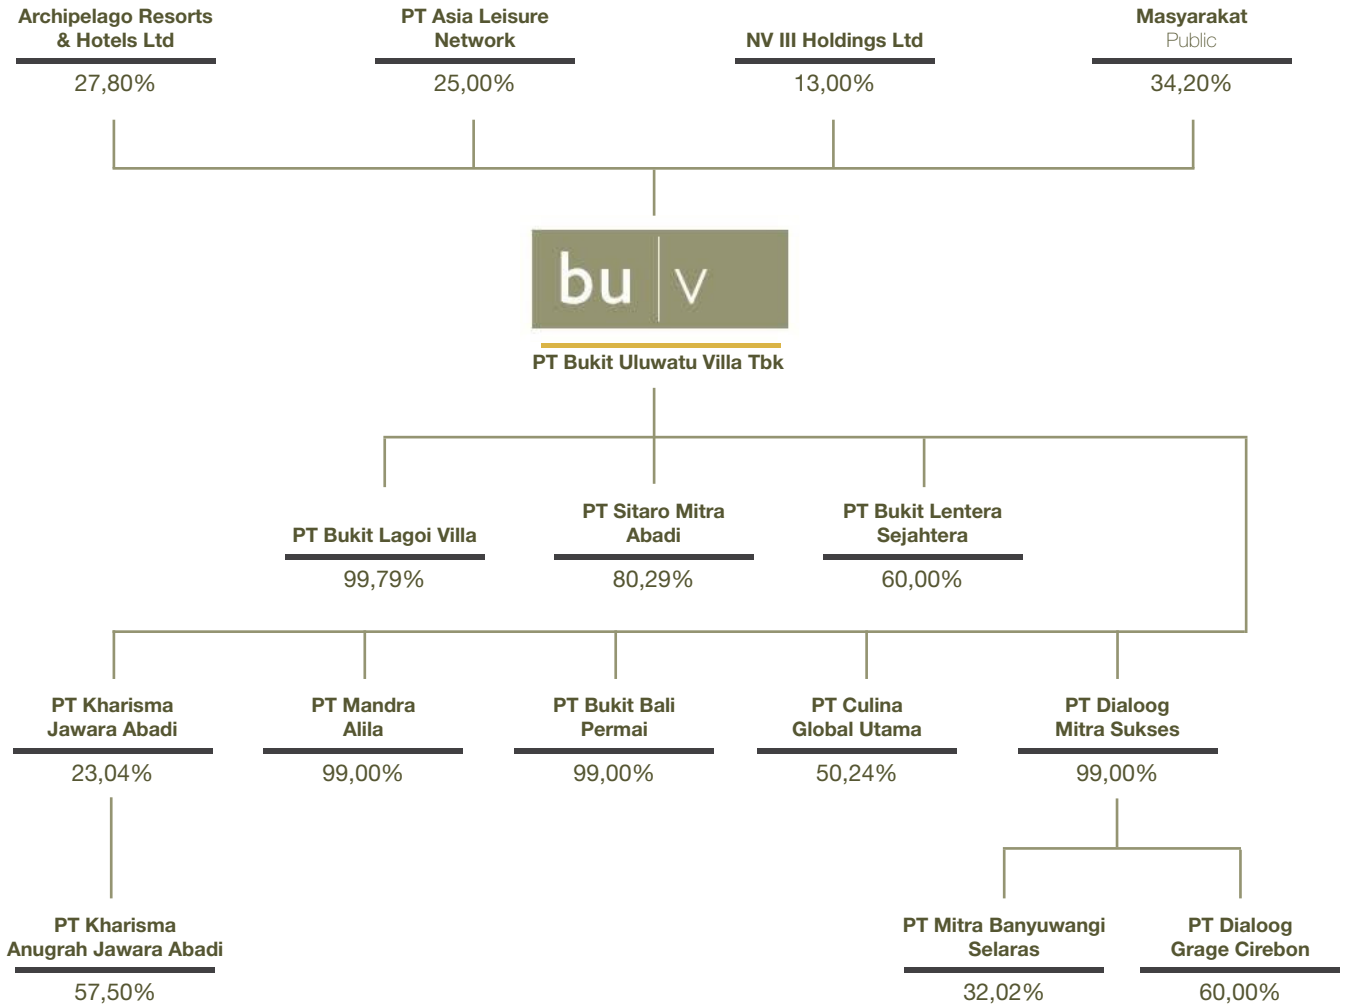 Archipelago Resorts
& Hotels Ltd
27,80%
PT Asia Leisure
Network
25,00%
NV III Holdings Ltd
13,00%
Masyarakat
Public
34,20%
bu v
PT Bukit Uluwatu Villa Tbk
PT Bukit Lagoi Villa
99,79%
PT Sitaro Mitra
Abadi
80,29%
PT Bukit Lentera
Sejahtera
60,00%
PT Kharisma
Jawara Abadi
23,04%
PT Mandra
Alila
99,00%
PT Bukit Bali
Permai
99,00%
PT Culina
Global Utama
50,24%
PT Dialoog
Mitra Sukses
99,00%
PT Kharisma
Anugrah Jawara Abadi
57,50%
PT Mitra Banyuwangi
Selaras
32,02%
PT Dialoog
Grage Cirebon
60,00%